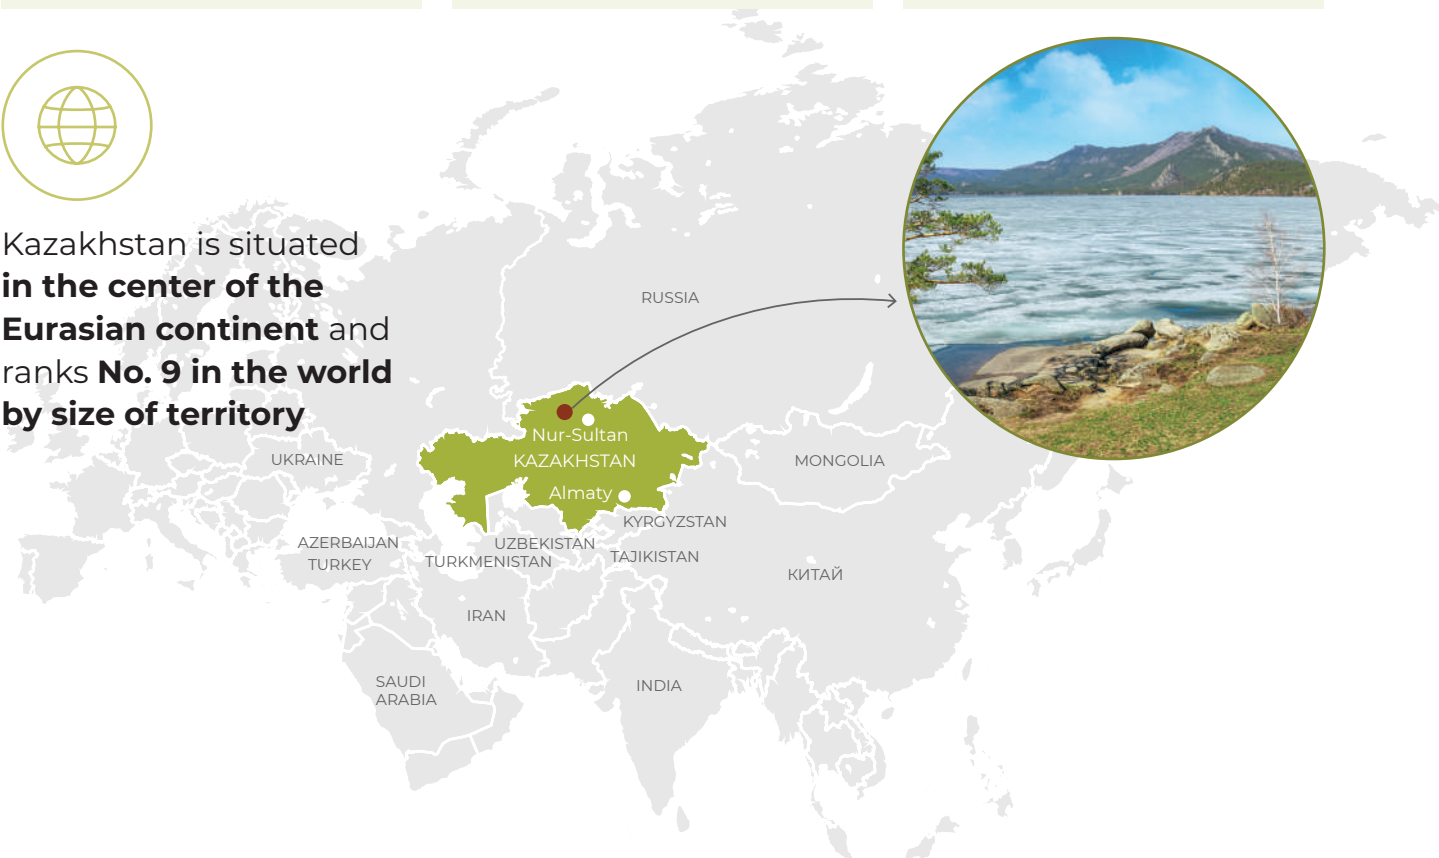 Kazakhstan is situated
in the center of the
Eurasian continent and
ranks No. 9 in the world
by size of territory
RUSSIA
Nur-Sultan
KAZAKHSTAN
Almaty
UKRAINE
MONGOLIA
KYRGYZSTAN
AZERBAIJAN
UZBEKISTAN
TURKEY
TURKMENISTAN
TAJIKISTAN
КИТАЙ
IRAN
SAUDI
ARABIA
INDIA